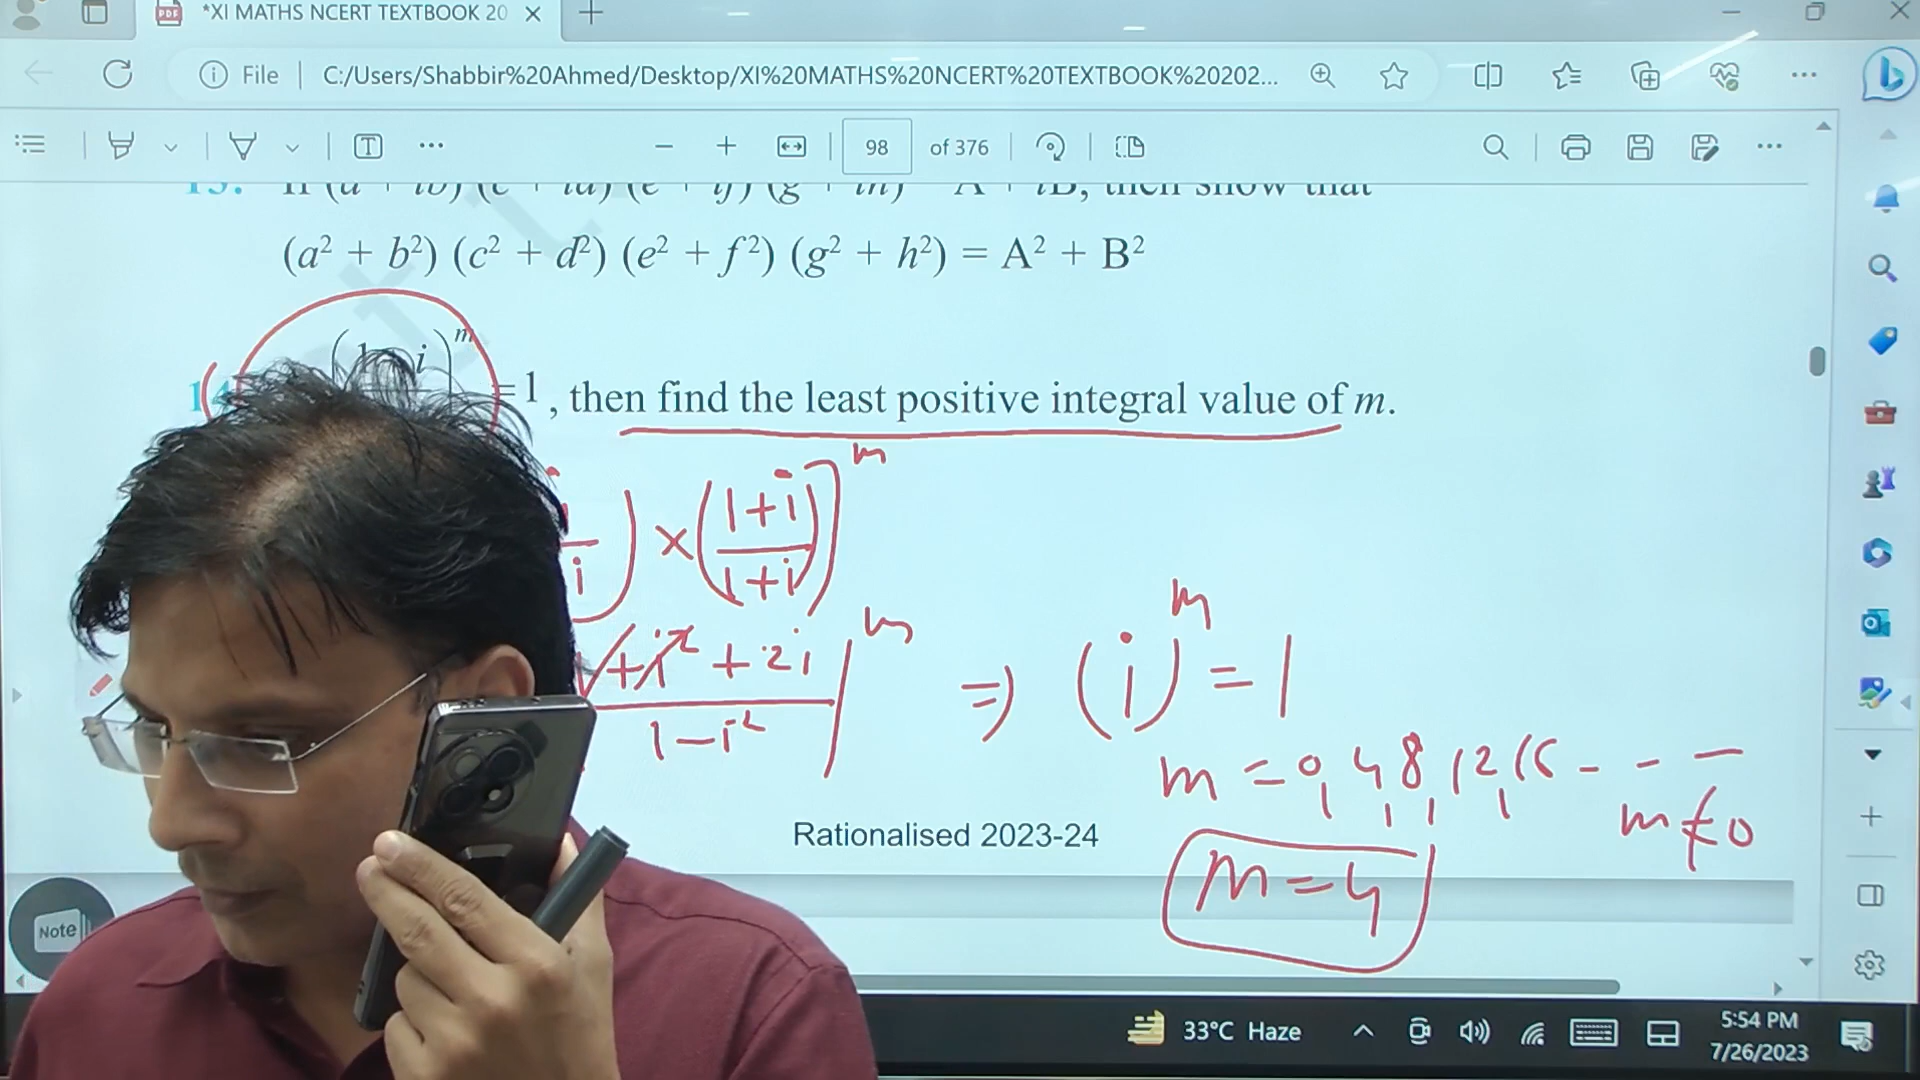 *XI MATHS NCERT TEXTBOOK 20
File C:/Users/Shabbir%20Ahmed/Desktop/XI%20MATHS%20NCERT%20TEXTBOOK%20202...
98 of 376
(a² + b²) (c² + d²) (e² + f²) (g² + h²) = A² + B²
m
i
= 1 , then find the least positive integral value of m.
) × (1+i/1+i)]ᵐ
1+i² + 2i / 1-i² |ᵐ ⇒ (i)ᵐ = 1
m = 0, 4, 8, 12, 16 - - -
m ≠ 0
m = 4
Rationalised 2023-24
Note
33°C Haze
5:54 PM
7/26/2023